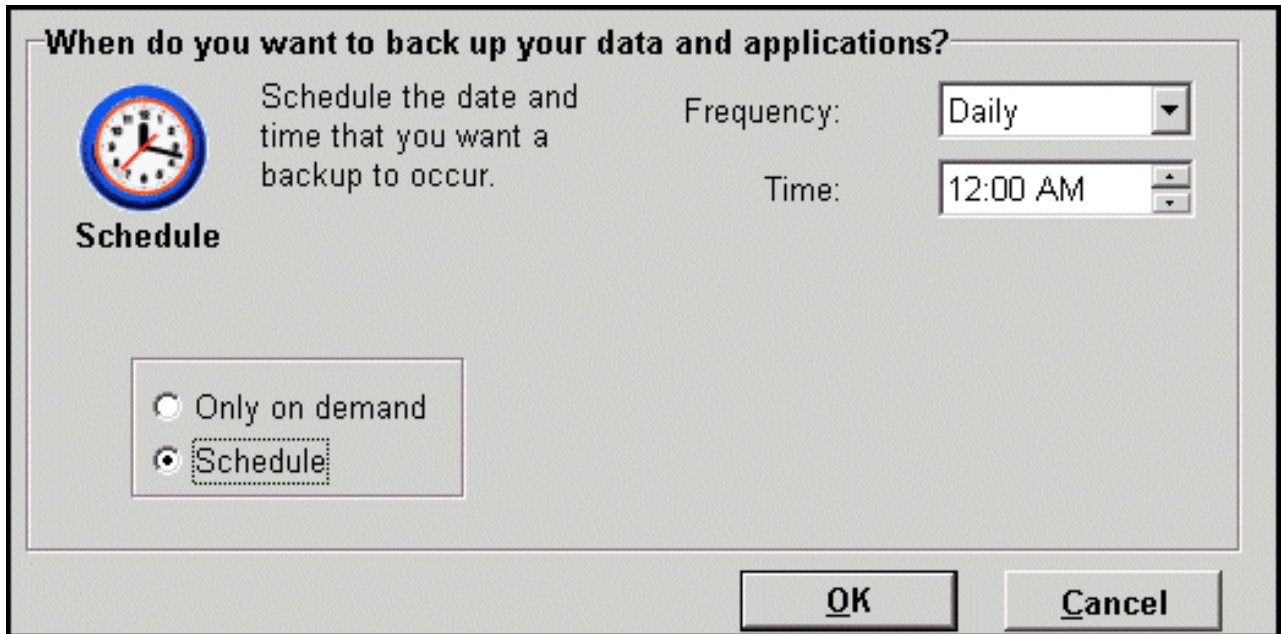 When do you want to back up your data and applications?
Schedule the date and
time that you want a
backup to occur.
Schedule
Frequency:
Daily
Time:
12:00 AM
Only on demand
Schedule
OK
Cancel